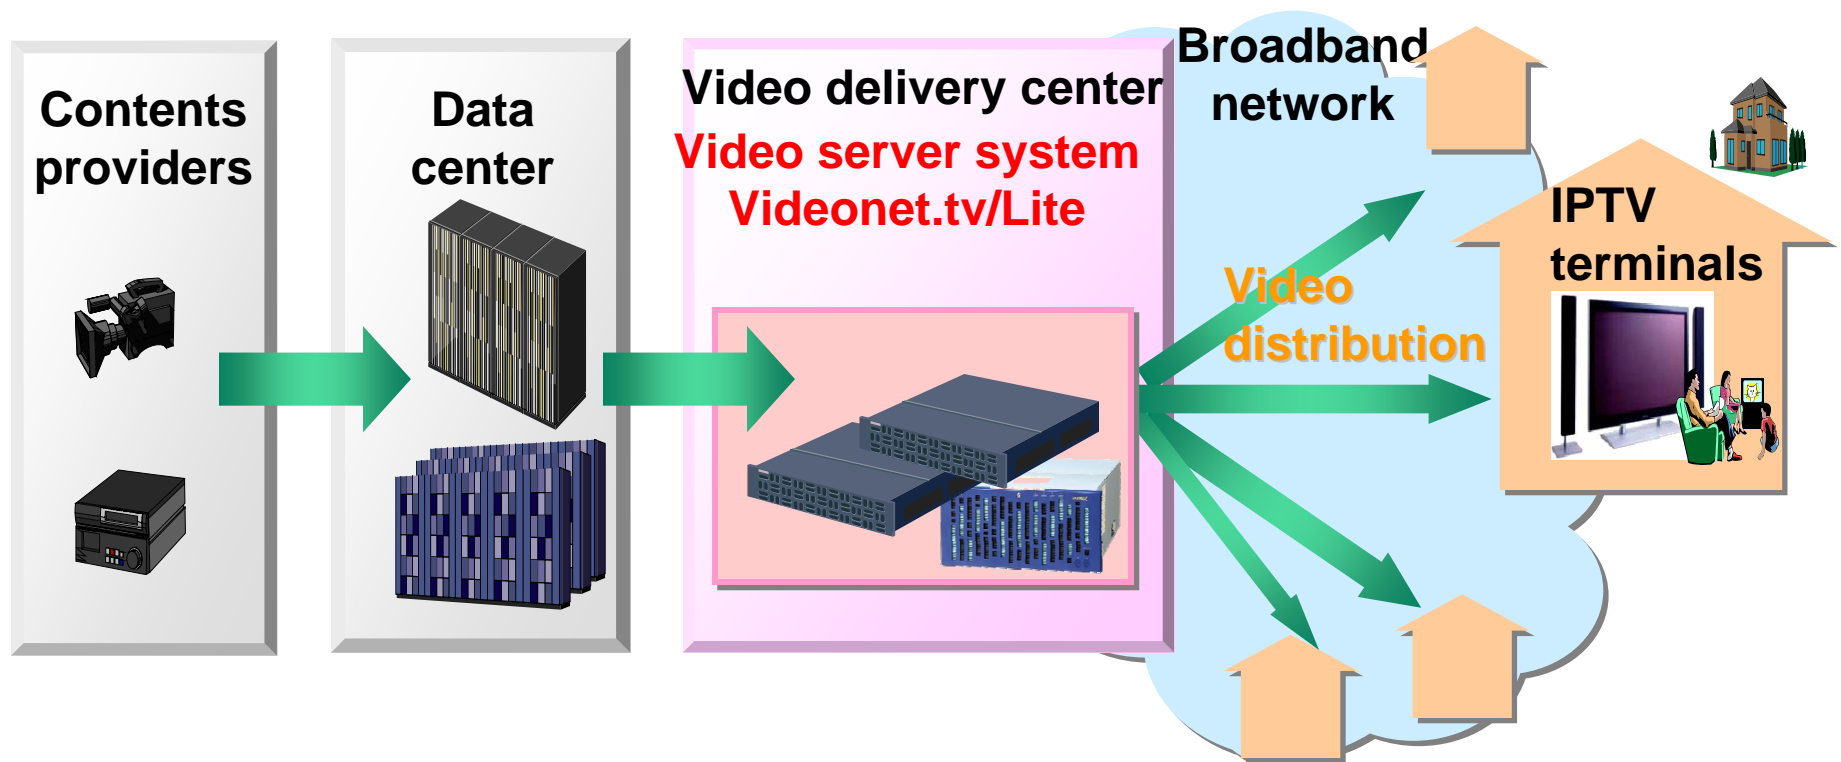 Contents
providers
Data
center
Video delivery center
Video server system
Videonet.tv/Lite
Broadband
network
Video
distribution
IPTV
terminals